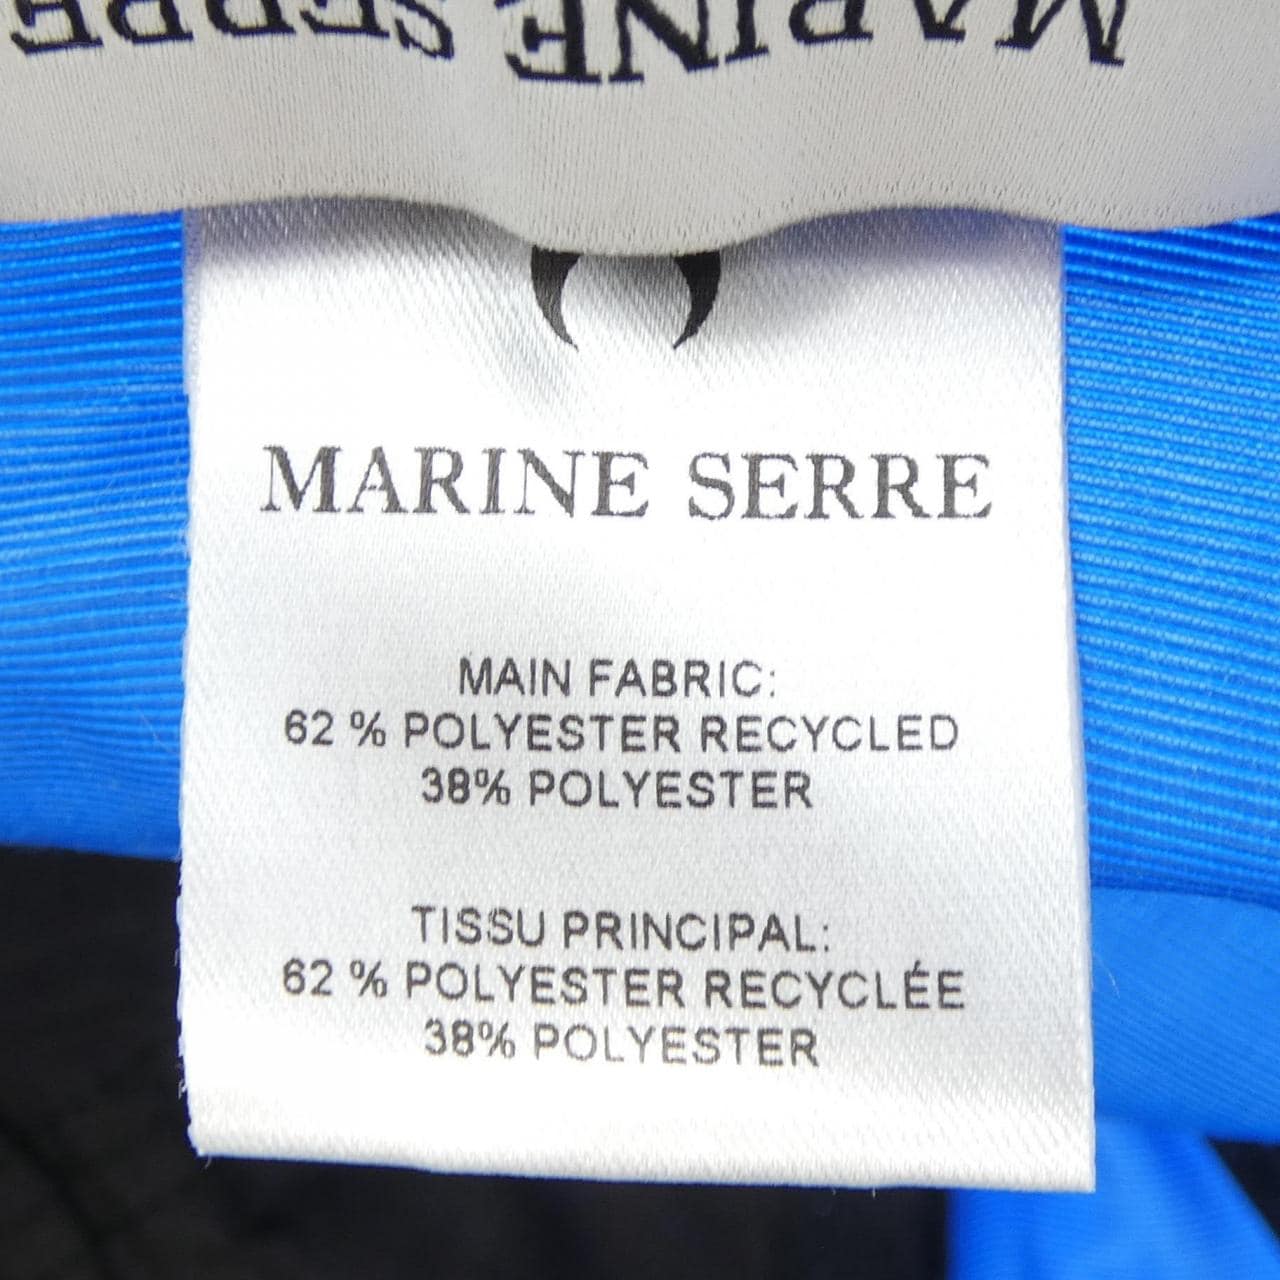 MARINE SERRE
MARINE SERRE
MAIN FABRIC:
62 % POLYESTER RECYCLED
38% POLYESTER
TISSU PRINCIPAL:
62 % POLYESTER RECYCLÉE
38% POLYESTER